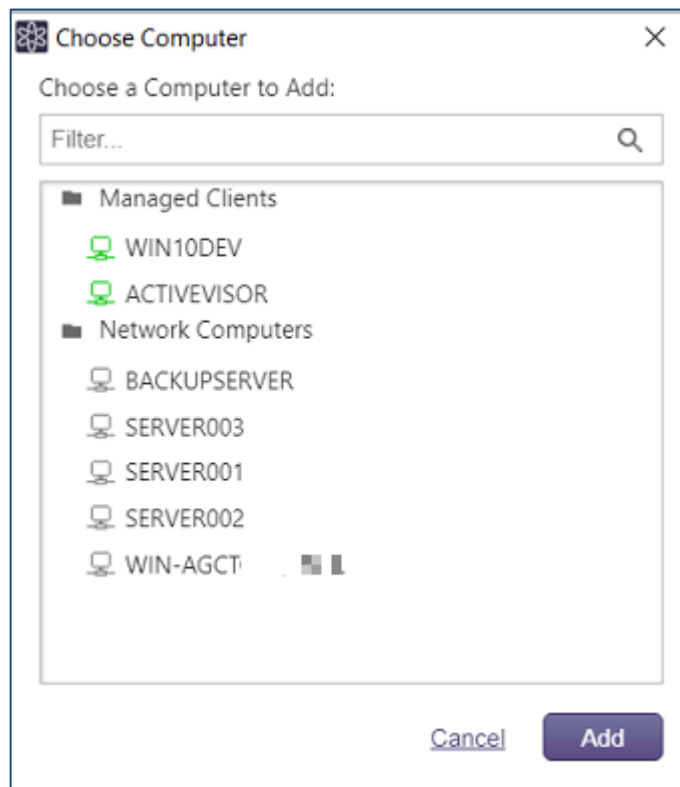 Choose Computer
Choose a Computer to Add:
Filter...
Managed Clients
WIN10DEV
ACTIVEVISOR
Network Computers
BACKUPSERVER
SERVER003
SERVER001
SERVER002
Cancel
Add